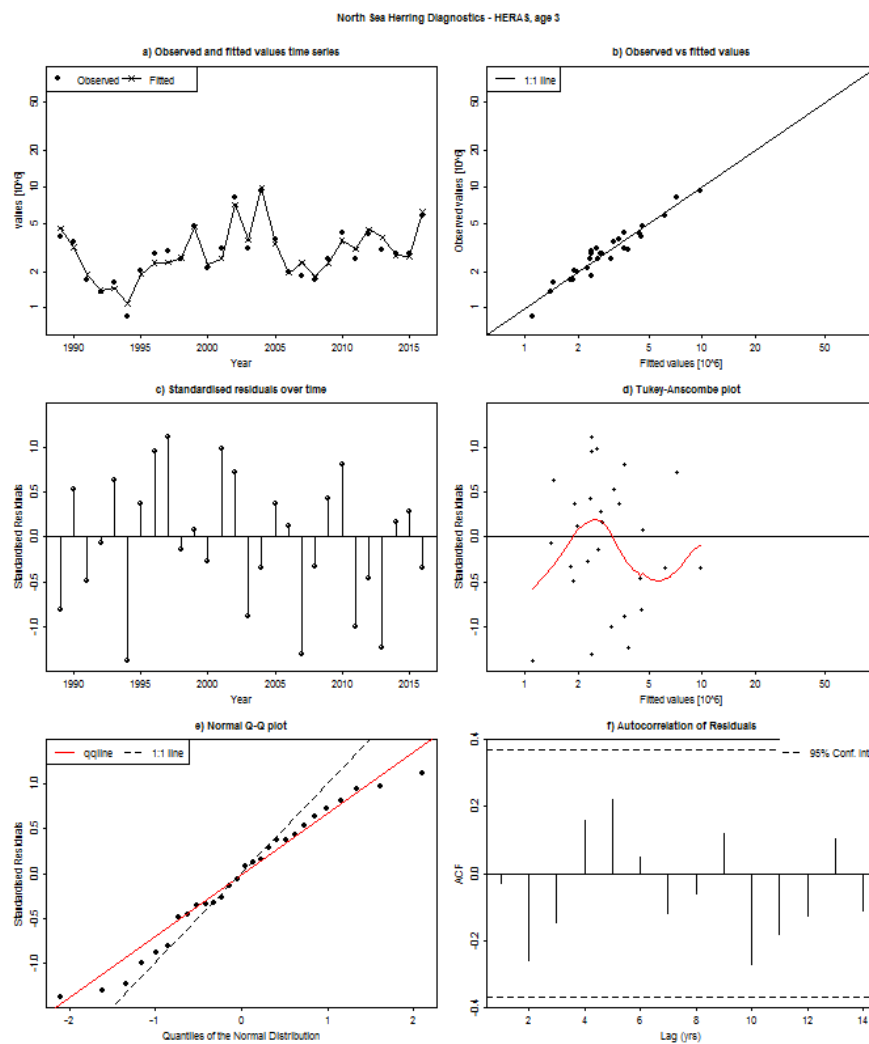 North Sea Herring Diagnostics - HERAS, age 3
a) Observed and fitted values time series
Observed Fitted
values [10^6]
1 2 5 10 20 50
1990 1995 2000 2005 2010 2015
Year
b) Observed vs fitted values
1:1 line
Observed values [10^6]
1 2 5 10 20 50
1 2 5 10 20 50
Fitted values [10^6]
c) Standardised residuals over time
Standardised Residuals
-1.0 -0.5 0.0 0.5 1.0
1990 1995 2000 2005 2010 2015
Year
d) Tukey-Anscombe plot
Standardised Residuals
-1.0 -0.5 0.0 0.5 1.0
1 2 5 10 20 50
Fitted values [10^6]
e) Normal Q-Q plot
qqline 1:1 line
Standardised Residuals
-1.0 -0.5 0.0 0.5 1.0
-2 -1 0 1 2
Quantiles of the Normal Distribution
f) Autocorrelation of Residuals
95% Conf. Int
ACF
-0.4 -0.2 0.0 0.2 0.4
2 4 6 8 10 12 14
Lag (yrs)